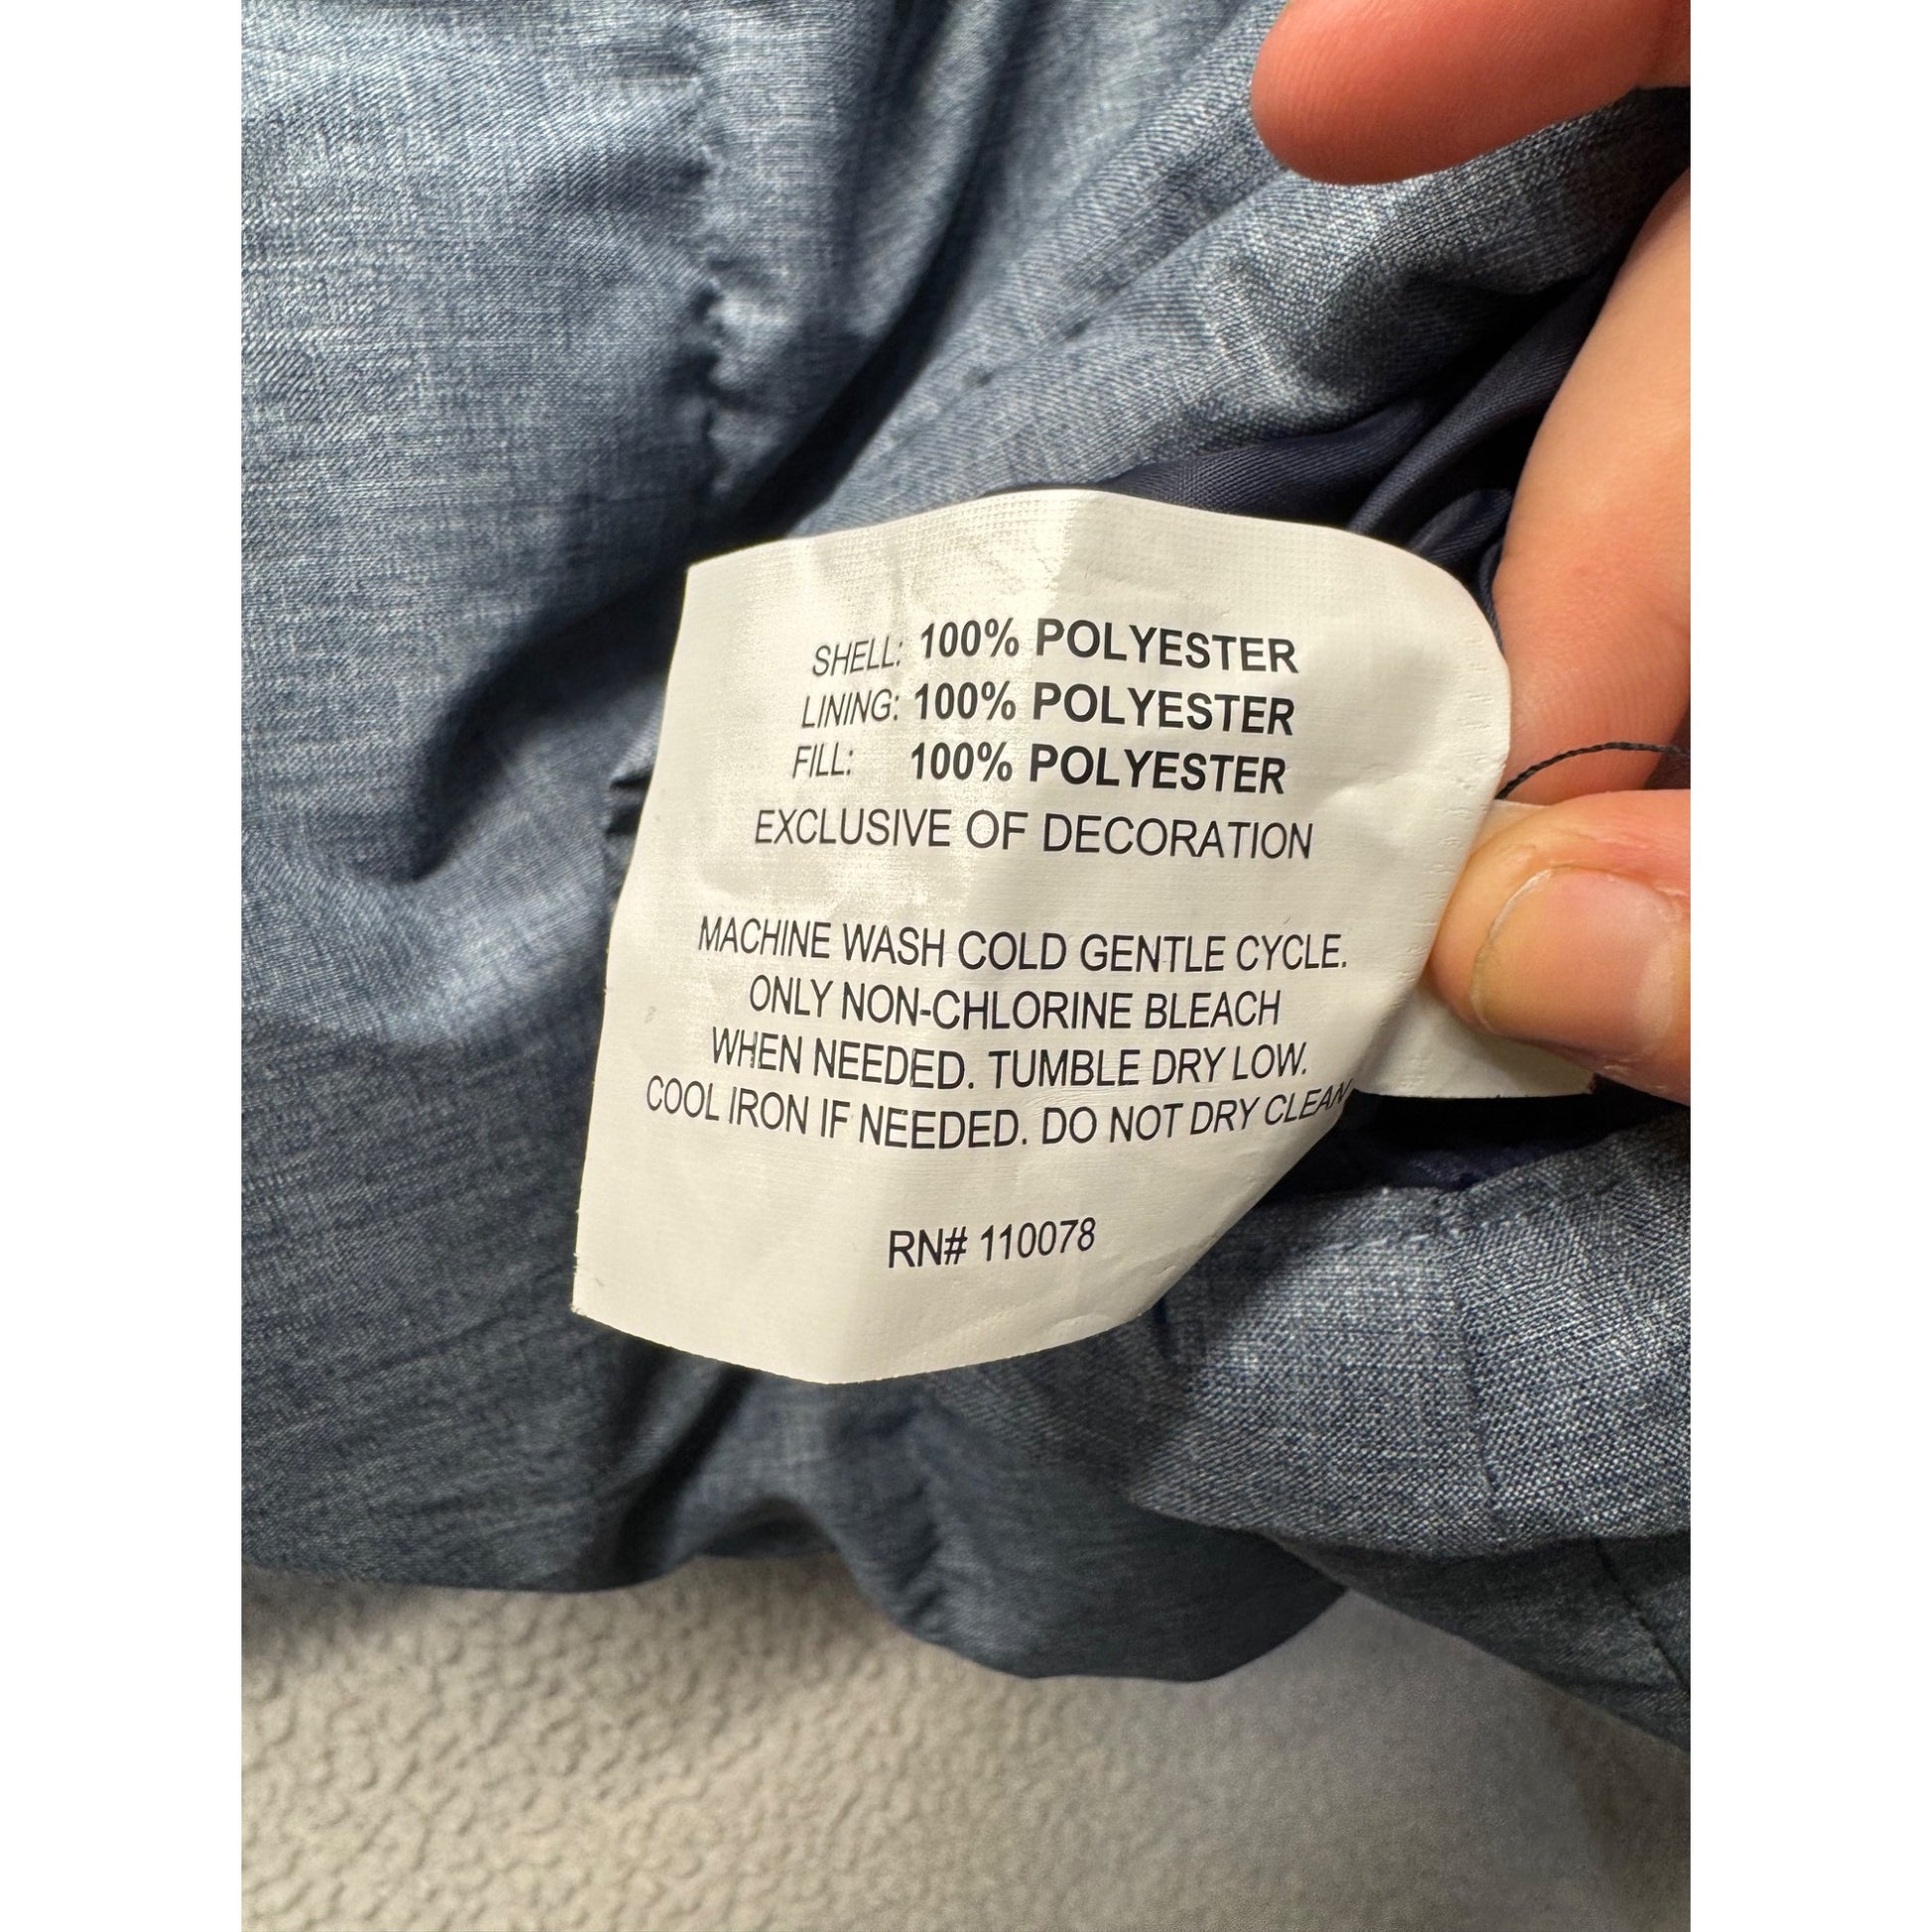 SHELL: 100% POLYESTER
LINING: 100% POLYESTER
FILL: 100% POLYESTER
EXCLUSIVE OF DECORATION
MACHINE WASH COLD GENTLE CYCLE.
ONLY NON-CHLORINE BLEACH
WHEN NEEDED. TUMBLE DRY LOW.
COOL IRON IF NEEDED. DO NOT DRY CLEAN
RN# 110078